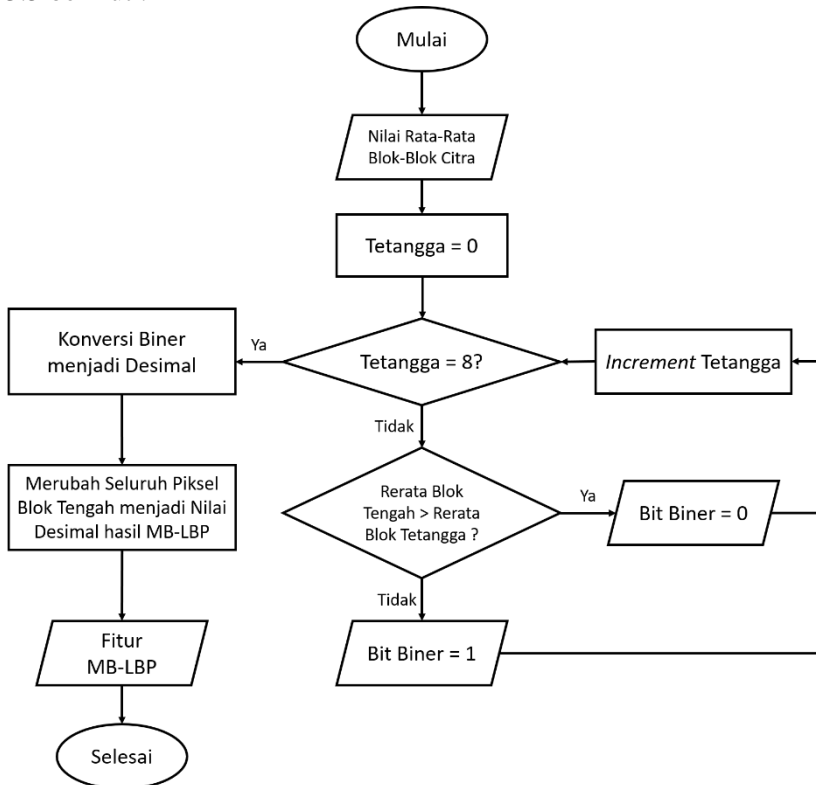 Mulai
Nilai Rata-Rata
Blok-Blok Citra
Tetangga = 0
Konversi Biner
menjadi Desimal
Ya
Tetangga = 8?
Increment Tetangga
Tidak
Merubah Seluruh Piksel
Blok Tengah menjadi Nilai
Desimal hasil MB-LBP
Rerata Blok
Tengah > Rerata
Blok Tetangga ?
Ya
Bit Biner = 0
Tidak
Fitur
MB-LBP
Bit Biner = 1
Selesai